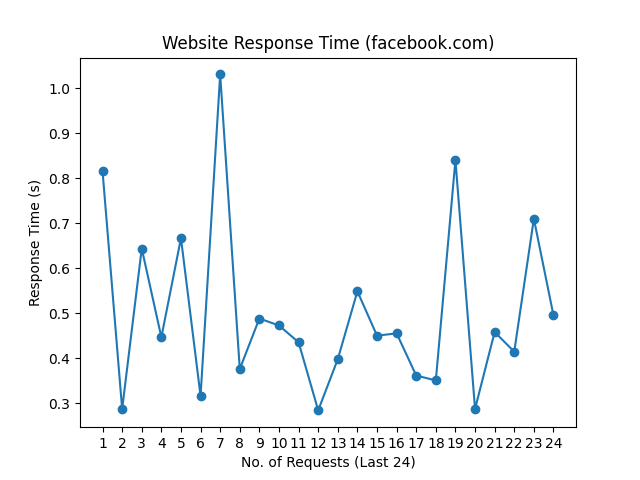 Website Response Time (facebook.com)
1.0
0.9
0.8
0.7
0.6
0.5
0.4
0.3
Response Time (s)
1 2 3 4 5 6 7 8 9 10 11 12 13 14 15 16 17 18 19 20 21 22 23 24
No. of Requests (Last 24)